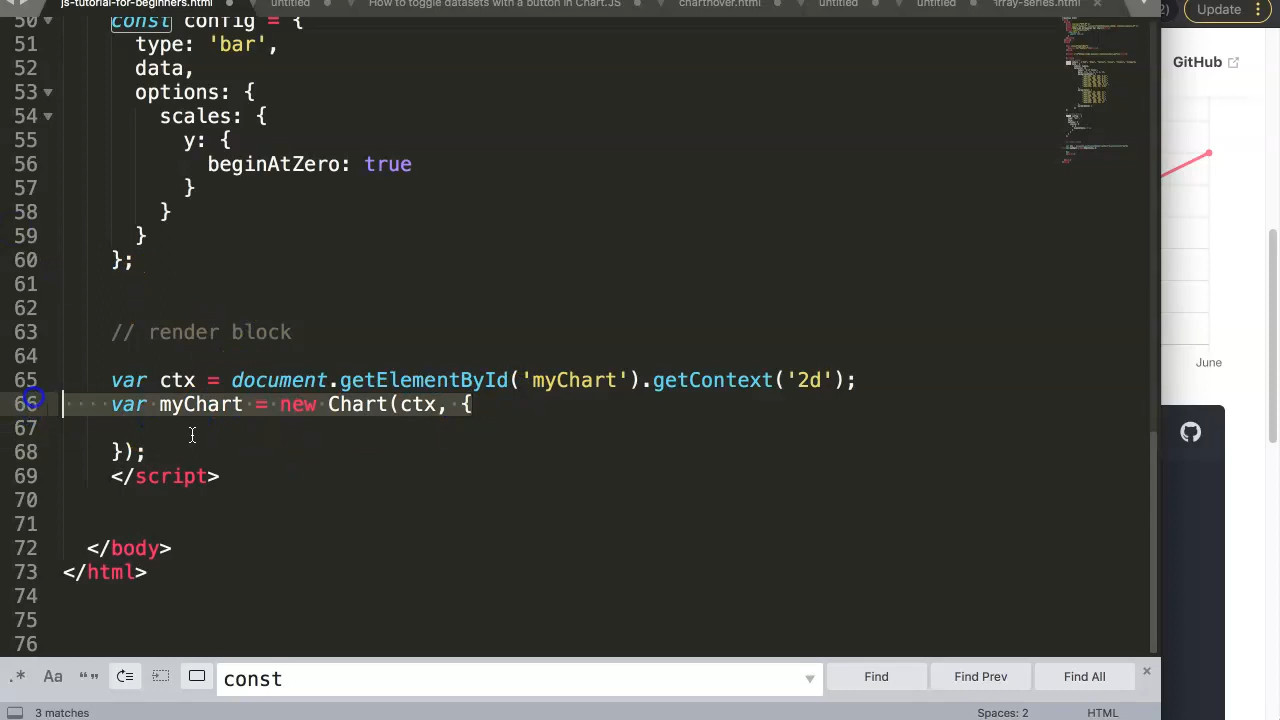 js-tutorial-for-beginners.html untitled How to toggle datasets with a button in Chart.JS untitled charthover.html untitled untitled array-series.html
2) Update
GitHub
50 const config = {
51 type: 'bar',
52 data,
53 options: {
54 scales: {
55 y: {
56 beginAtZero: true
57 }
58 }
59 }
60 };
61
62
63 // render block
64
65 var ctx = document.getElementById('myChart').getContext('2d');
66 var myChart = new Chart(ctx, {
67
68 });
69 </script>
70
71
72 </body>
73 </html>
74
75
76
June
.* Aa “” const Find Find Prev Find All
3 matches Spaces: 2 HTML